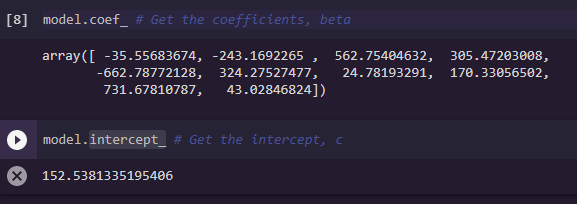 [8] model.coef_ # Get the coefficients, beta
array([ -35.55683674, -243.1692265 , 562.75404632, 305.47203008,
-662.78772128, 324.27527477, 24.78193291, 170.33056502,
731.67810787, 43.02846824])
model.intercept_ # Get the intercept, c
152.5381335195406